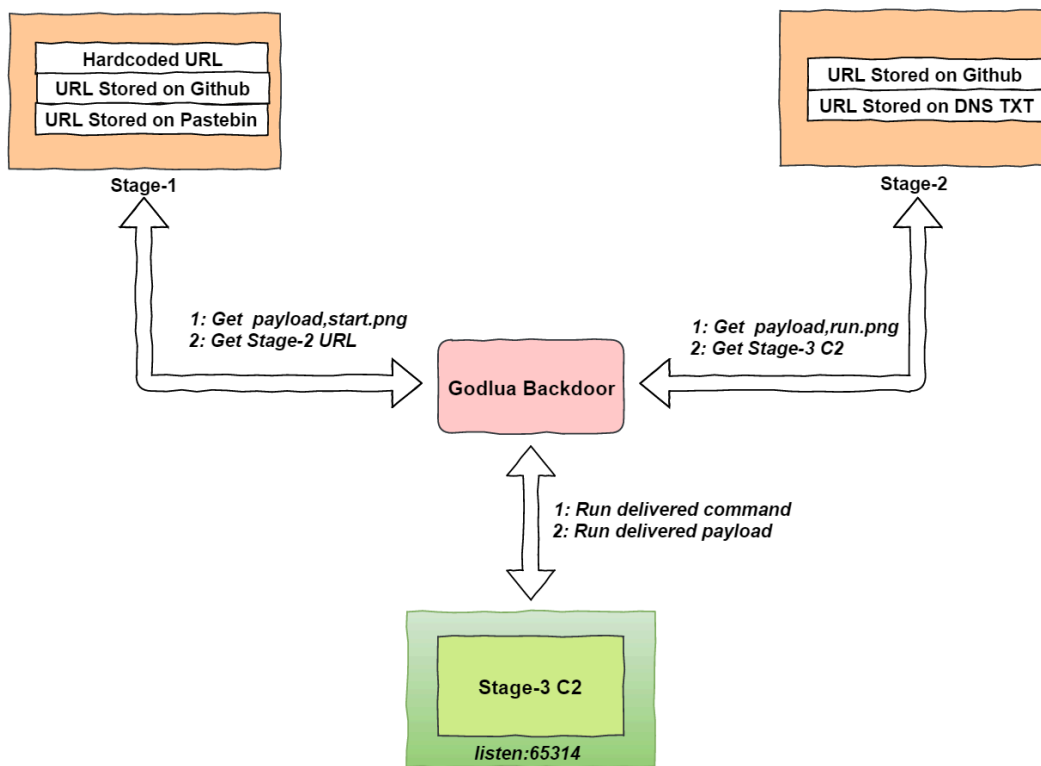 Hardcoded URL
URL Stored on Github
URL Stored on Pastebin
Stage-1
URL Stored on Github
URL Stored on DNS TXT
Stage-2
1: Get payload,start.png
2: Get Stage-2 URL
1: Get payload,run.png
2: Get Stage-3 C2
Godlua Backdoor
1: Run delivered command
2: Run delivered payload
Stage-3 C2
listen:65314